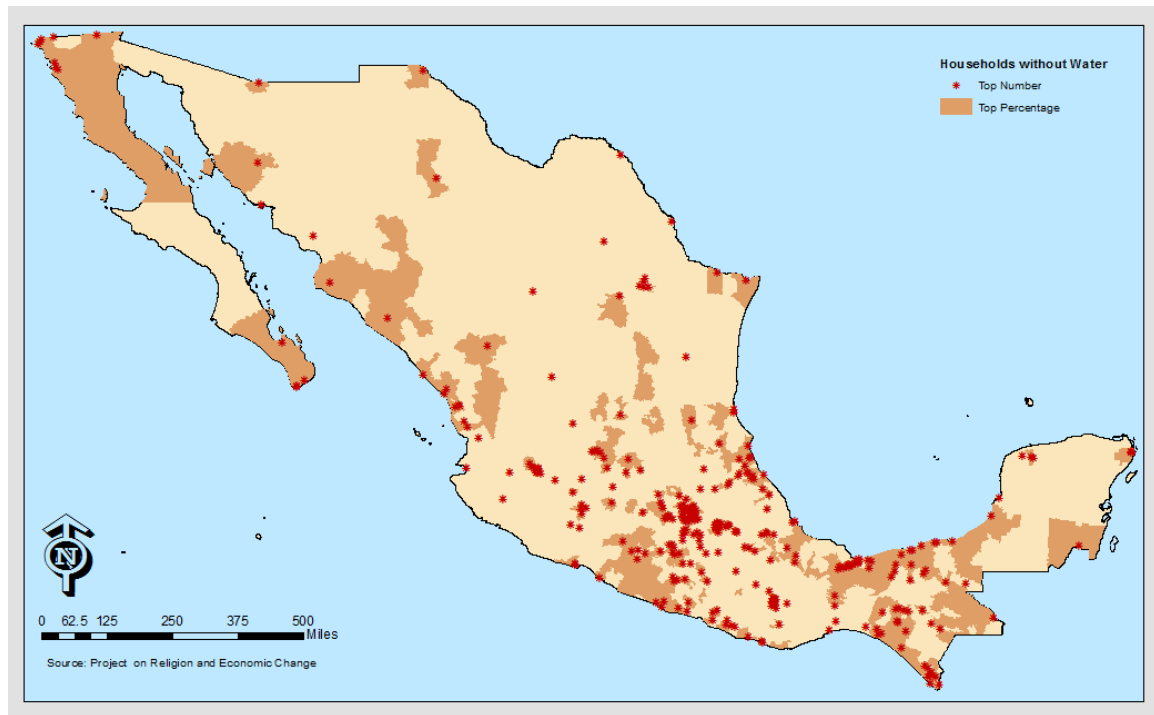 Households without Water
Top Number
Top Percentage
N
0 62.5 125 250 375 500
Miles
Source: Project on Religion and Economic Change